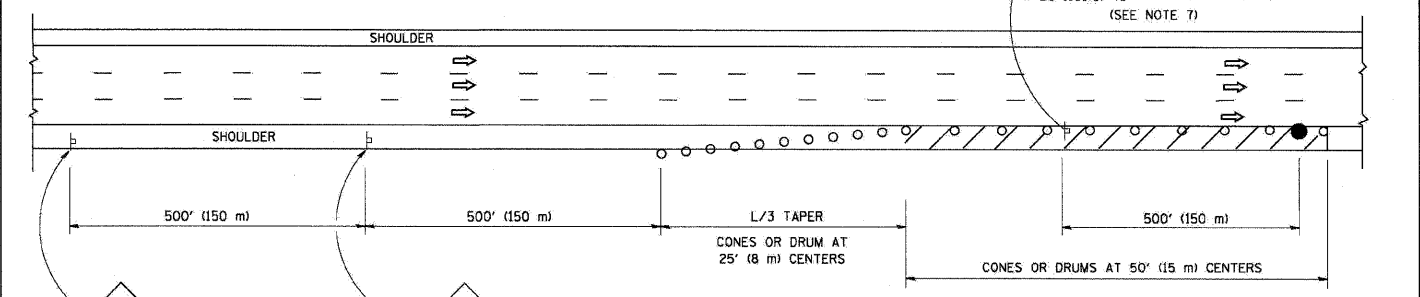 (SEE NOTE 7)
SHOULDER
SHOULDER
500' (150 m)
500' (150 m)
L/3 TAPER
CONES OR DRUM AT
25' (8 m) CENTERS
500' (150 m)
CONES OR DRUMS AT 50' (15 m) CENTERS